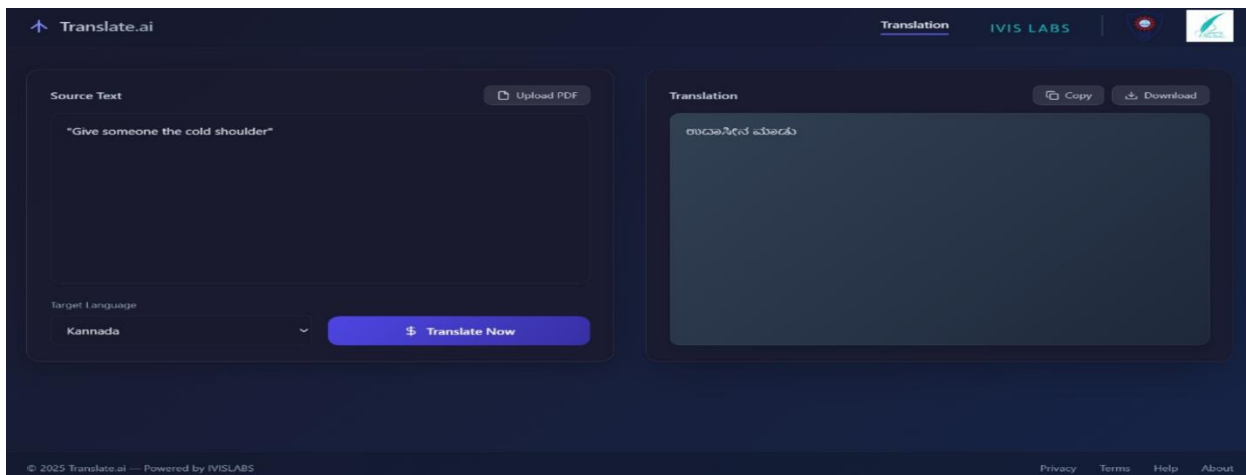 Translate.ai
Translation
IVIS LABS
Source Text
Upload PDF
"Give someone the cold shoulder"
Target Language
Kannada
$ Translate Now
Translation
Copy
Download
ಉದಾಸೀನ ಮಾಡು
© 2025 Translate.ai — Powered by IVISLABS
Privacy Terms Help About